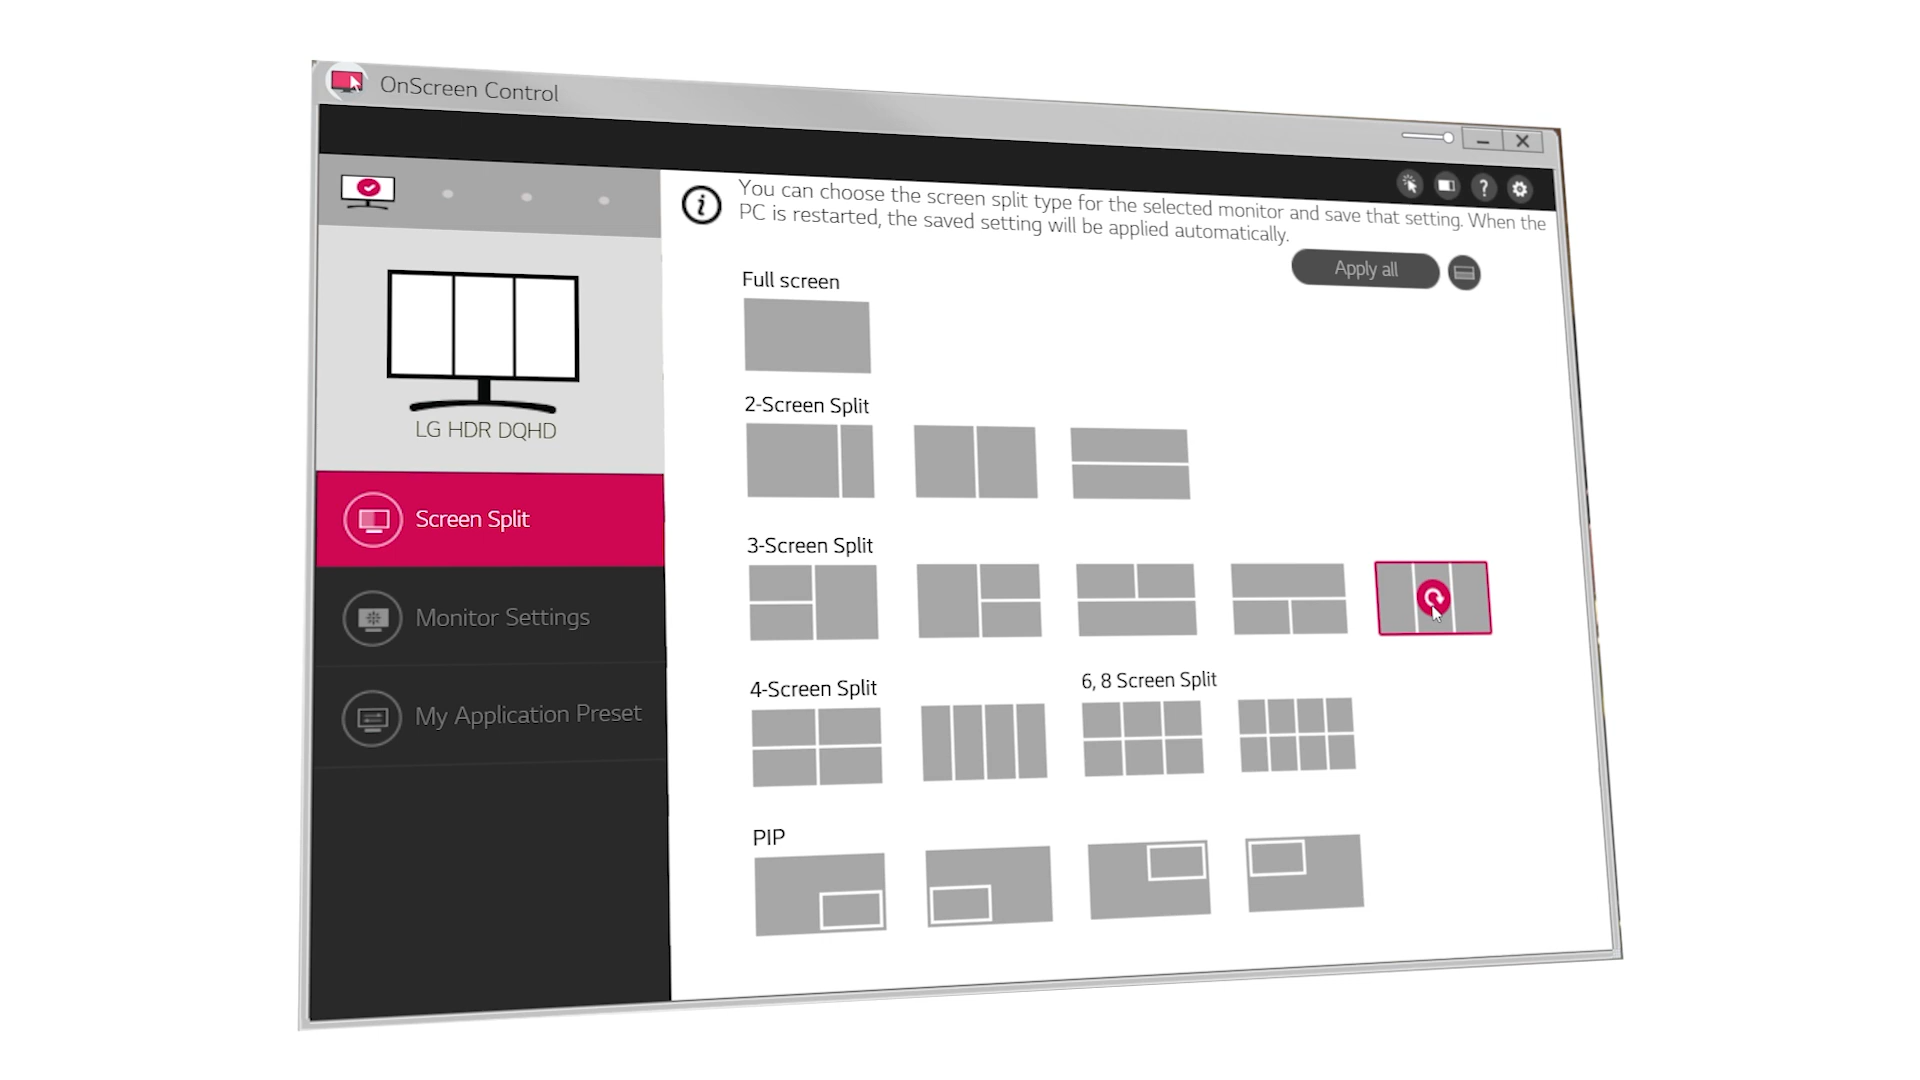 OnScreen Control
You can choose the screen split type for the selected monitor and save that setting. When the
PC is restarted, the saved setting will be applied automatically.
Apply all
LG HDR DQHD
Screen Split
Monitor Settings
My Application Preset
Full screen
2-Screen Split
3-Screen Split
4-Screen Split
6, 8 Screen Split
PIP